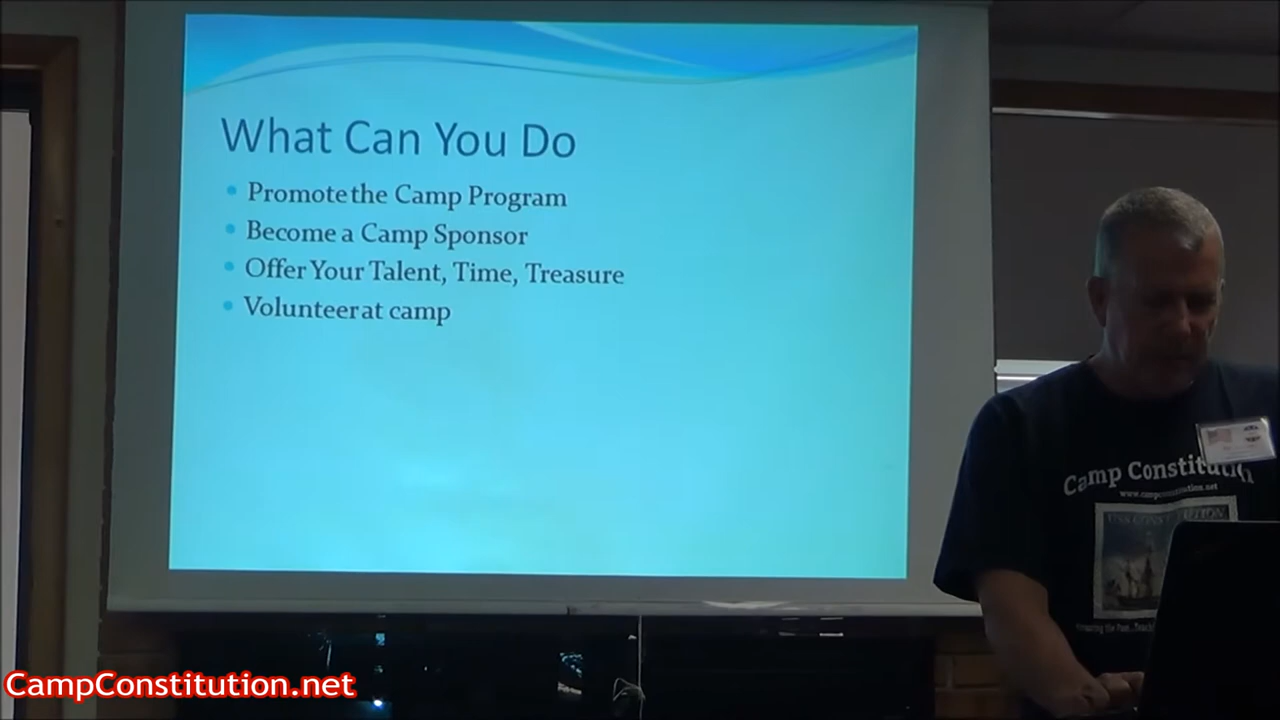 What Can You Do
Promote the Camp Program
Become a Camp Sponsor
Offer Your Talent, Time, Treasure
Volunteer at camp
Camp Constitution
www.campconstitution.net
CampConstitution.net